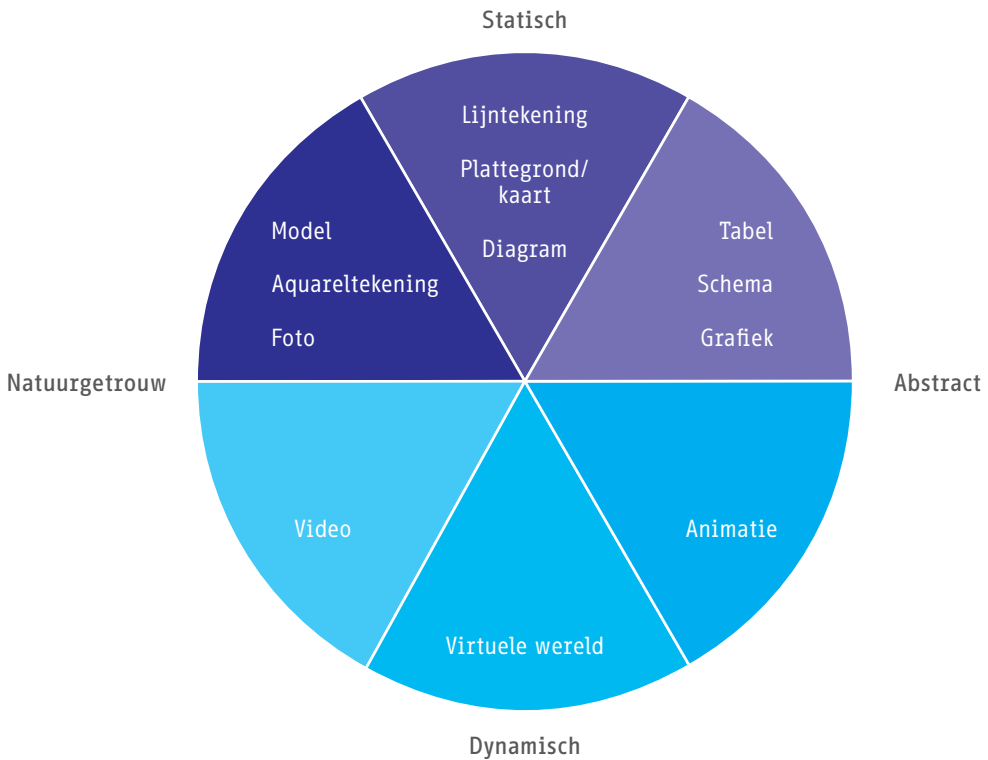 Statisch
Lijntekening
Plattegrond/
kaart
Diagram
Model
Aquareltekening
Foto
Tabel
Schema
Grafiek
Natuurgetrouw
Abstract
Video
Animatie
Virtuele wereld
Dynamisch